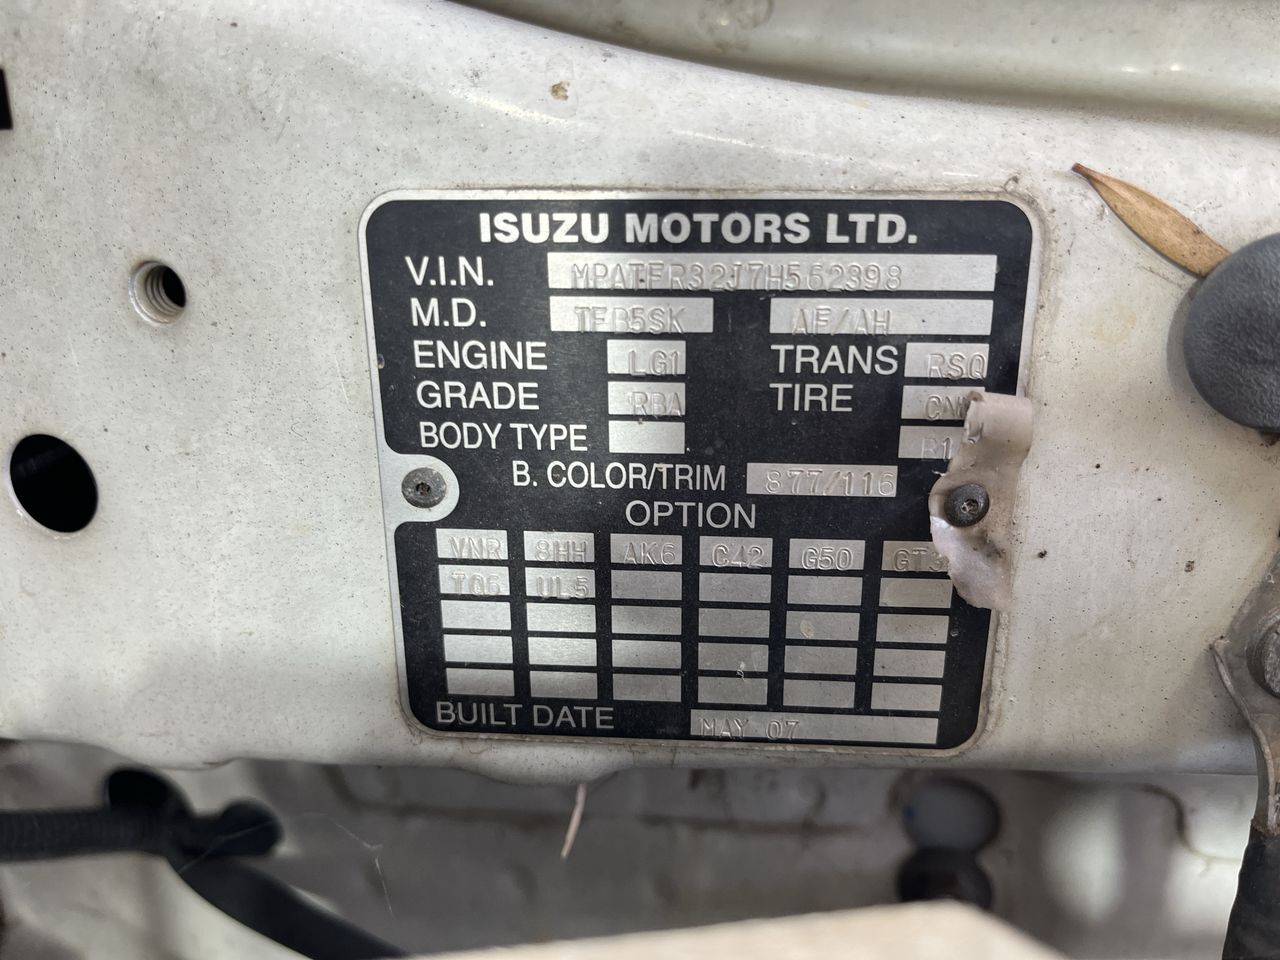 ISUZU MOTORS LTD.
V.I.N. MPATFR32J7H562398
M.D. TFR5SK AF/AH
ENGINE LG1 TRANS RSQ
GRADE RBA TIRE
BODY TYPE
B. COLOR/TRIM 877/116
OPTION
VNR 8HH AK6 C42 G50
TQ5 UL5
BUILT DATE MAY 07